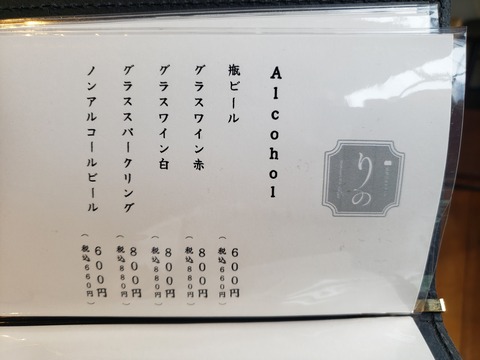 りの
Alcohol
瓶ビール 600円
(税込660円)
グラスワイン赤 800円
(税込880円)
グラスワイン白 800円
(税込880円)
グラススパークリング 800円
(税込880円)
ノンアルコールビール 600円
(税込660円)